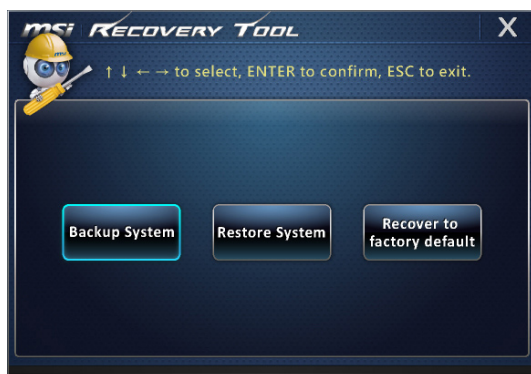 msi RECOVERY TOOL X
↑ ↓ ← → to select, ENTER to confirm, ESC to exit.
Backup System
Restore System
Recover to
factory default